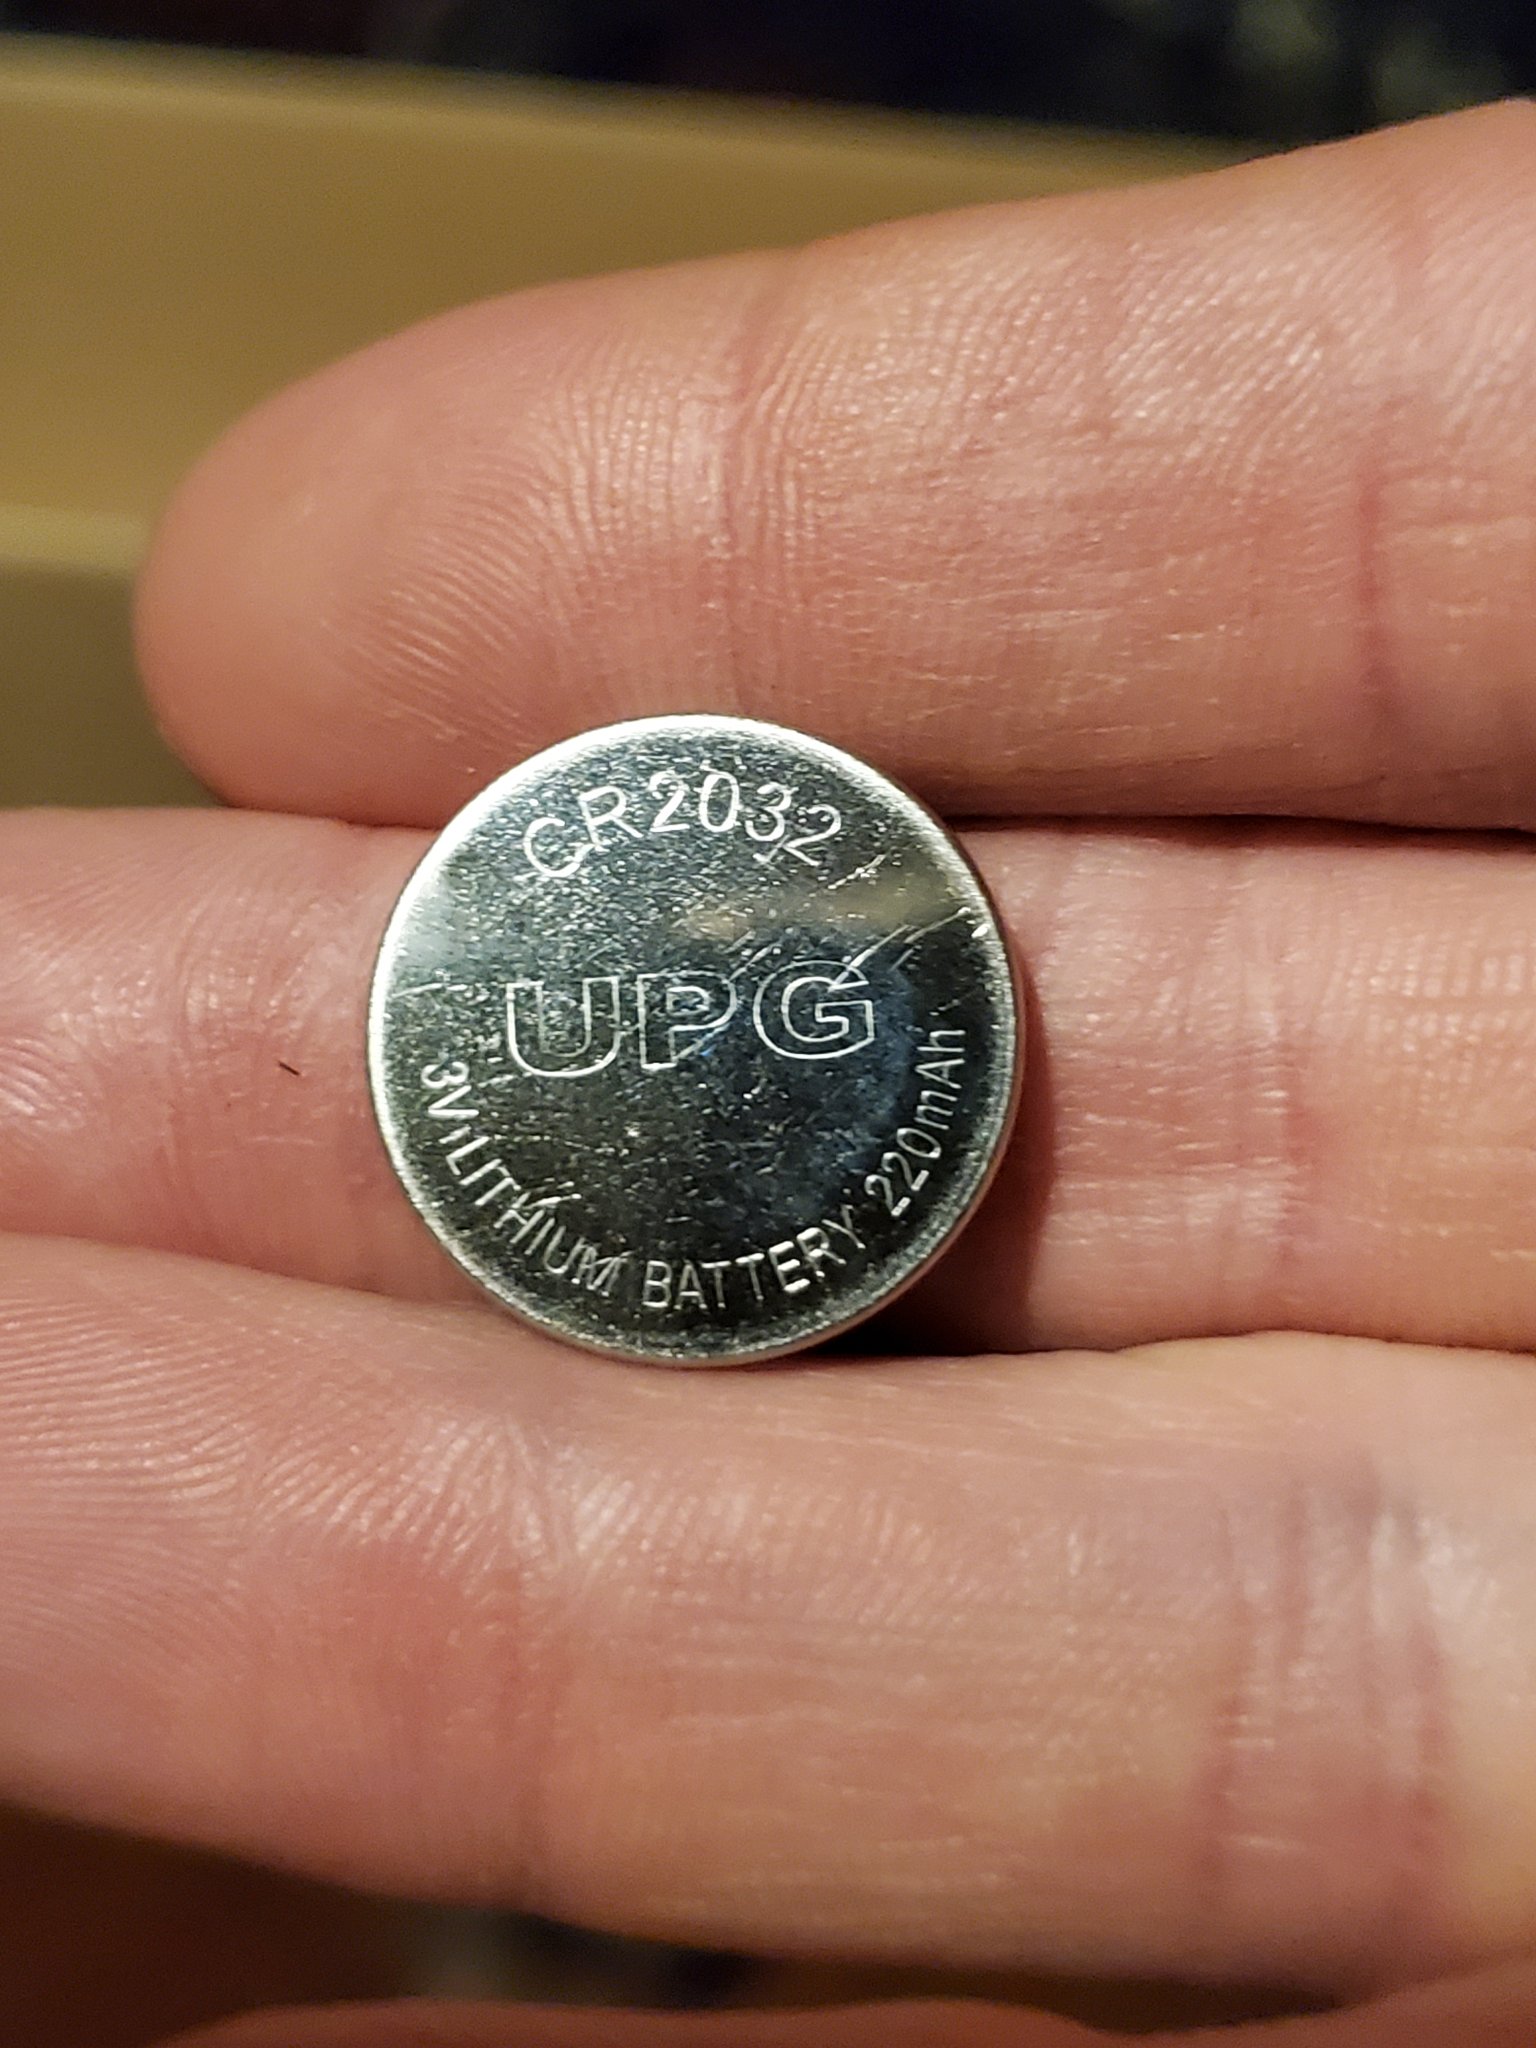 CR2032
UPG
3V LITHIUM BATTERY 220mAh